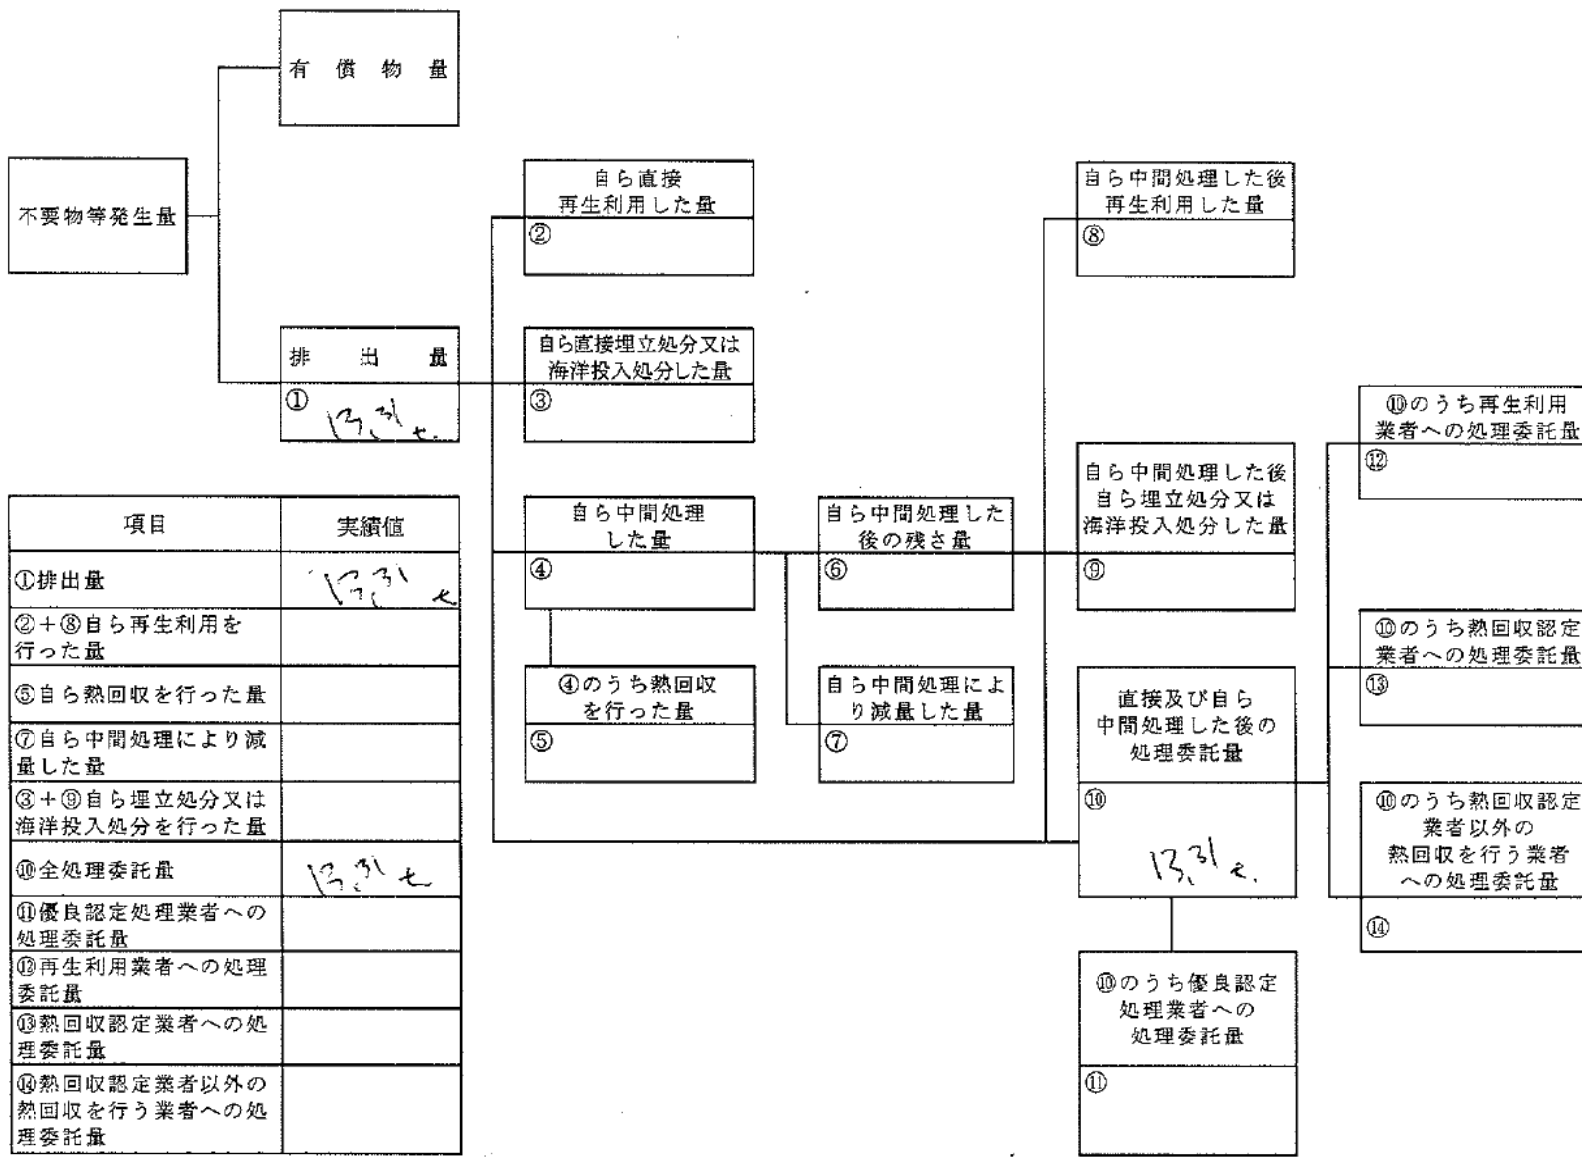 有償物量
不要物等発生量
排出量
①
13.31 t.
自ら直接
再生利用した量
②
自ら直接埋立処分又は
海洋投入処分した量
③
自ら中間処理
した量
④
④のうち熱回収
を行った量
⑤
自ら中間処理した
後の残さ量
⑥
自ら中間処理によ
り減量した量
⑦
自ら中間処理した後
再生利用した量
⑧
自ら中間処理した後
自ら埋立処分又は
海洋投入処分した量
⑨
直接及び自ら
中間処理した後の
処理委託量
⑩
13.31 t.
⑩のうち優良認定
処理業者への
処理委託量
⑪
⑩のうち再生利用
業者への処理委託量
⑫
⑩のうち熱回収認定
業者への処理委託量
⑬
⑩のうち熱回収認定
業者以外の
熱回収を行う業者
への処理委託量
⑭
項目 実績値
①排出量 13.31 t
②+⑧自ら再生利用を
行った量
⑤自ら熱回収を行った量
⑦自ら中間処理により減
量した量
③+⑨自ら埋立処分又は
海洋投入処分を行った量
⑩全処理委託量 13.31 t
⑪優良認定処理業者への
処理委託量
⑫再生利用業者への処理
委託量
⑬熱回収認定業者への処
理委託量
⑭熱回収認定業者以外の
熱回収を行う業者への処
理委託量